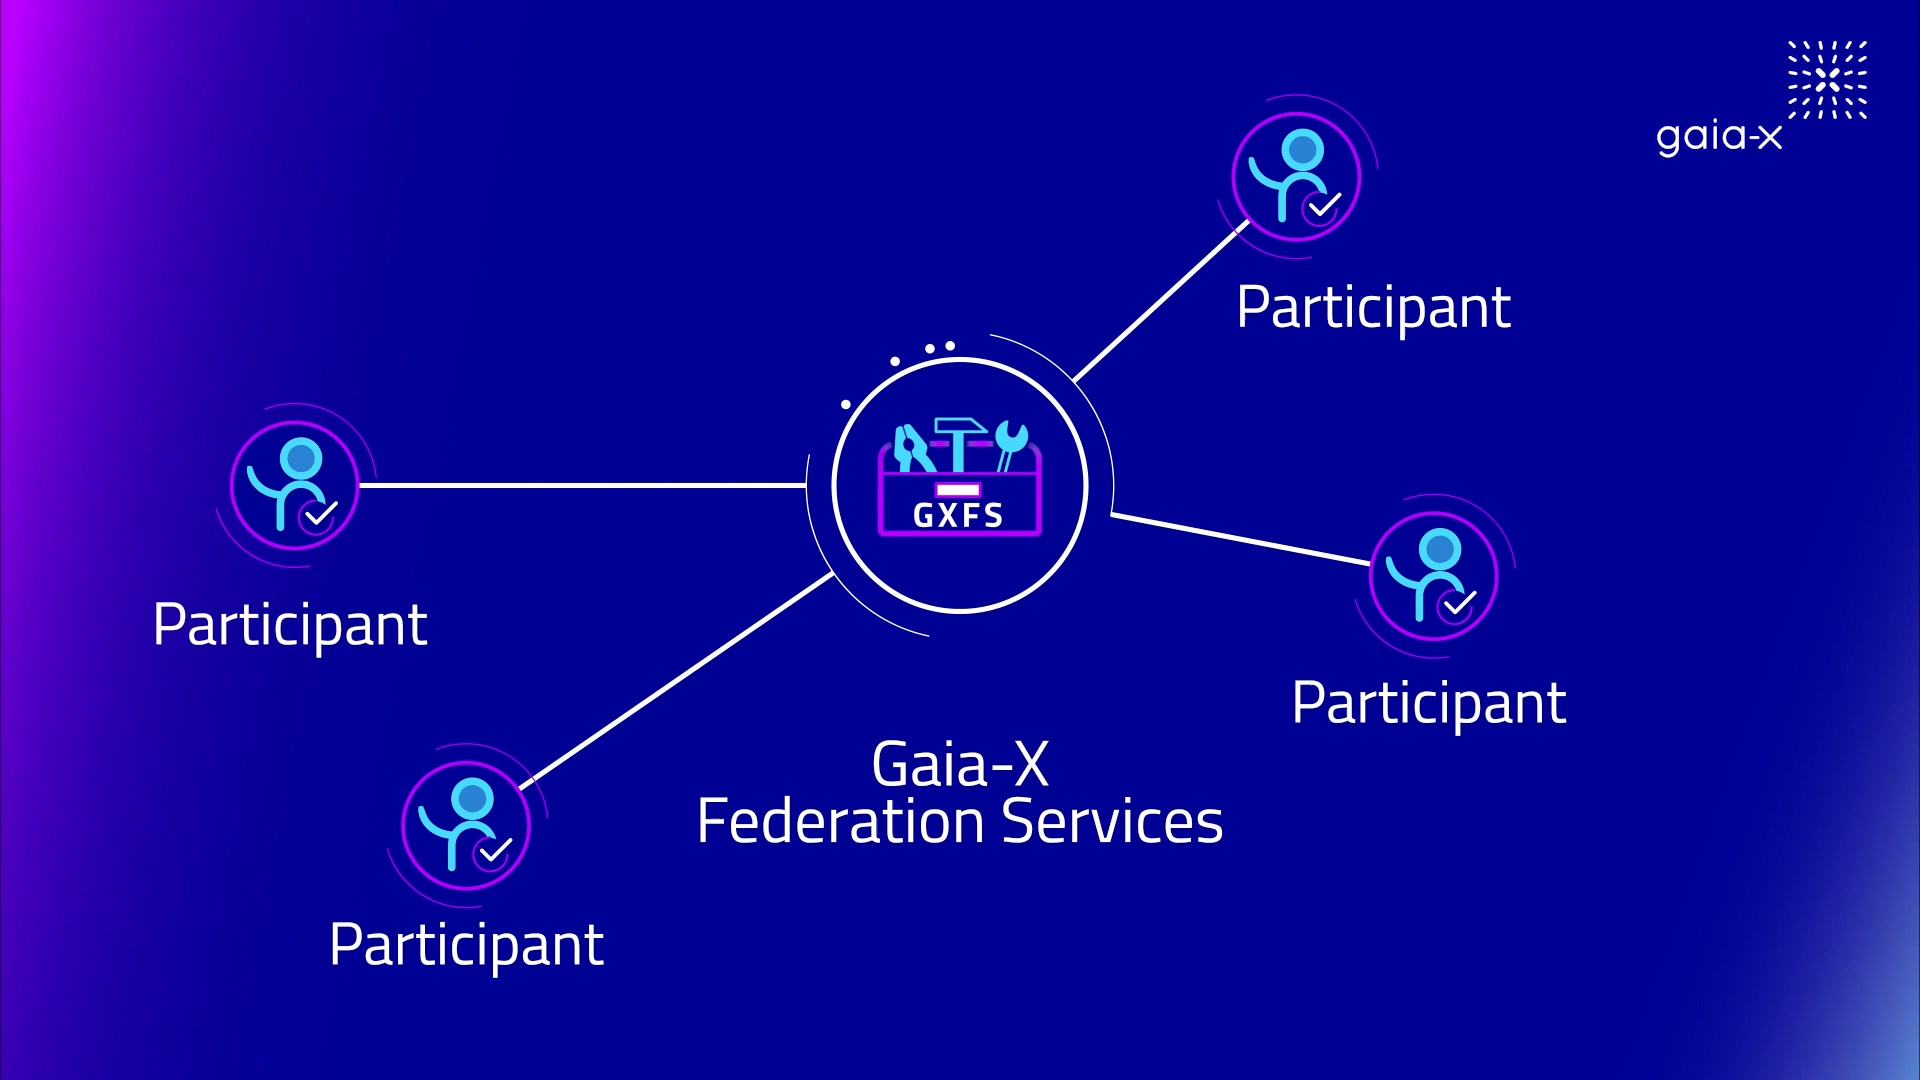 gaia-x
Participant
GXFS
Participant
Participant
Gaia-X
Federation Services
Participant